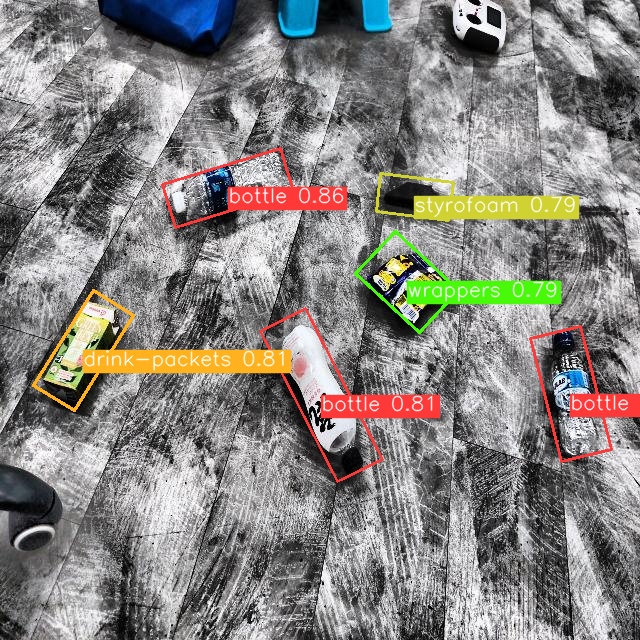 bottle 0.86
styrofoam 0.79
wrappers 0.79
drink-packets 0.81
bottle 0.81
bottle